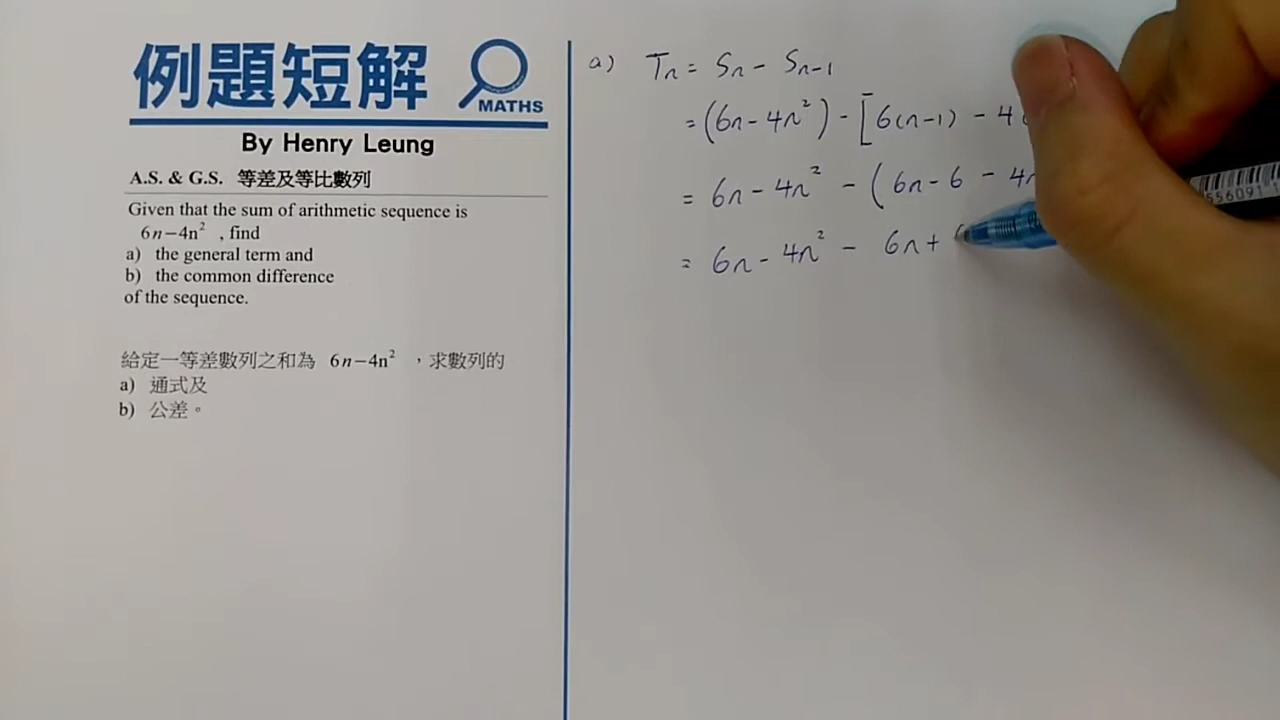 例題短解
MATHS
By Henry Leung
A.S. & G.S. 等差及等比數列
Given that the sum of arithmetic sequence is
6n−4n² , find
a) the general term and
b) the common difference
of the sequence.
給定一等差數列之和為 6n−4n² ，求數列的
a) 通式及
b) 公差。
a) Tn = Sn − Sn−1
= (6n − 4n²) − [6(n−1) − 4(
= 6n − 4n² − (6n − 6 − 4n
= 6n − 4n² − 6n +
556091